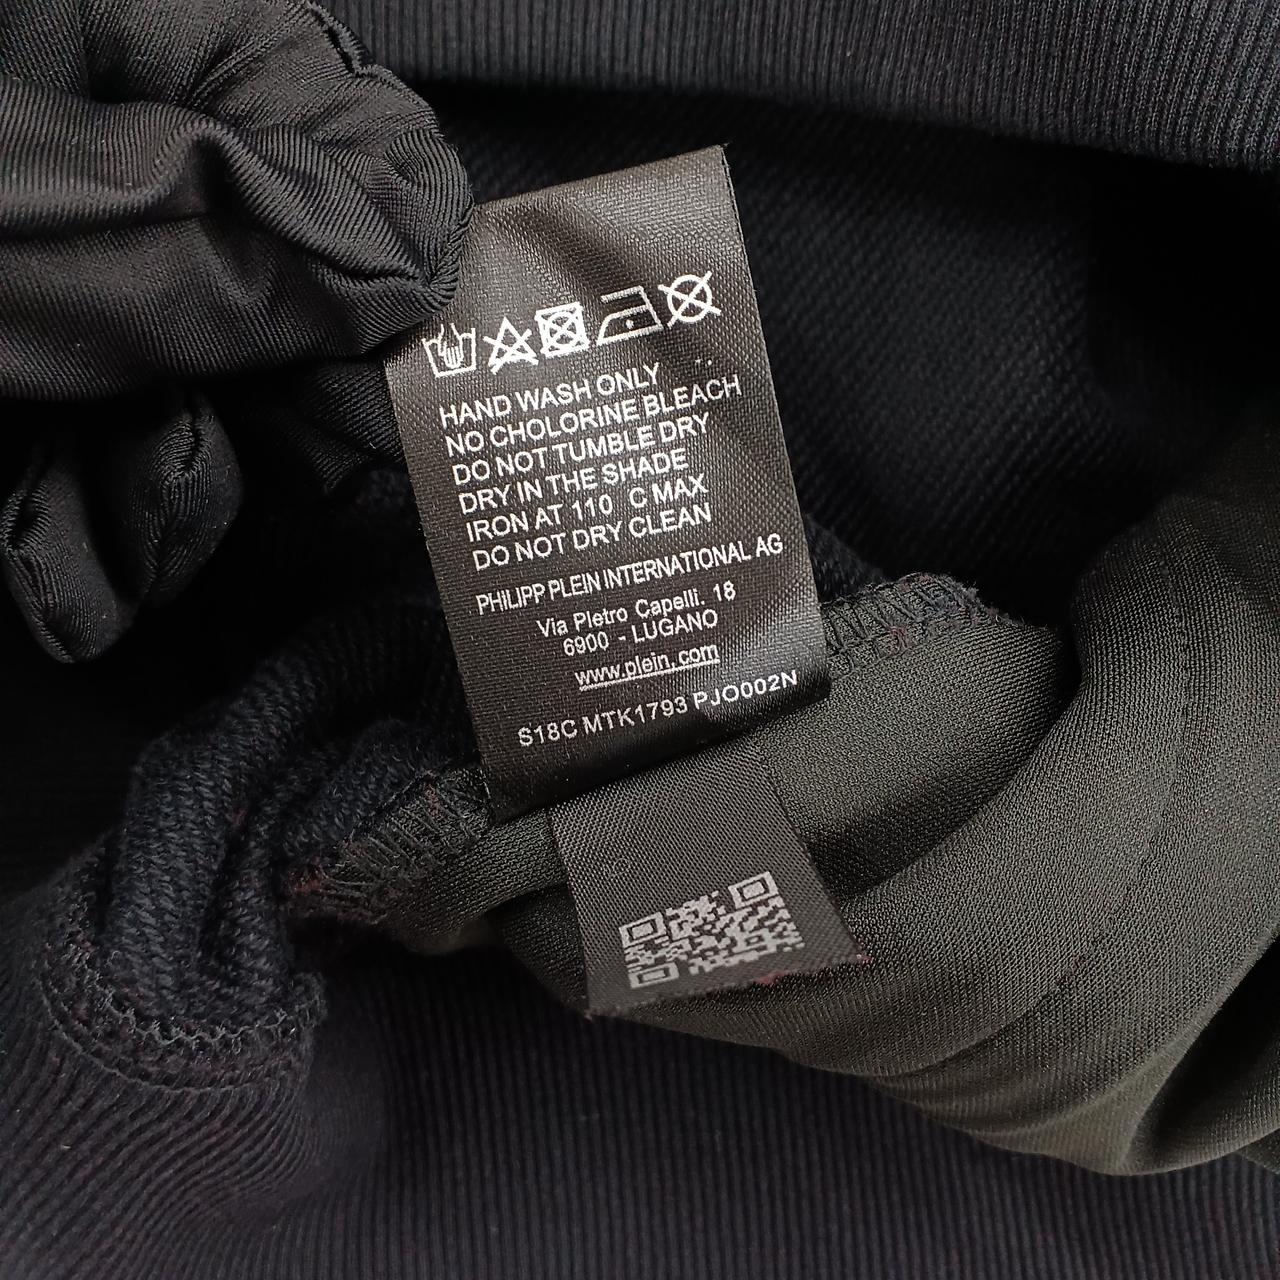 HAND WASH ONLY
NO CHOLORINE BLEACH
DO NOT TUMBLE DRY
DRY IN THE SHADE
IRON AT 110 C MAX
DO NOT DRY CLEAN
PHILIPP PLEIN INTERNATIONAL AG
Via Pletro Capelli. 18
6900 - LUGANO
www.plein.com
S18C MTK1793 PJO002N